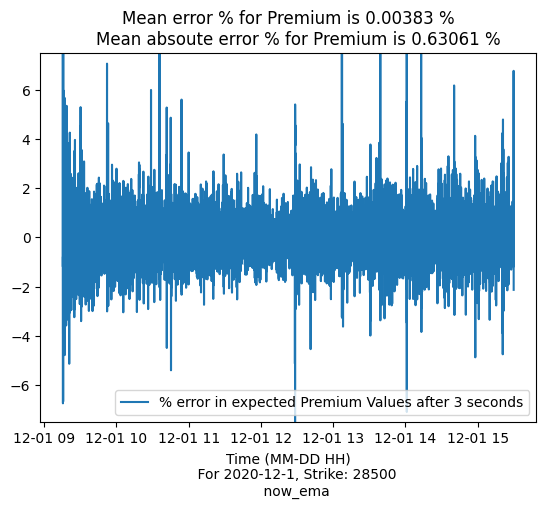 Mean error % for Premium is 0.00383 %
Mean absoute error % for Premium is 0.63061 %
6
4
2
0
−2
−4
−6
% error in expected Premium Values after 3 seconds
12-01 09 12-01 10 12-01 11 12-01 12 12-01 13 12-01 14 12-01 15
Time (MM-DD HH)
For 2020-12-1, Strike: 28500
now_ema